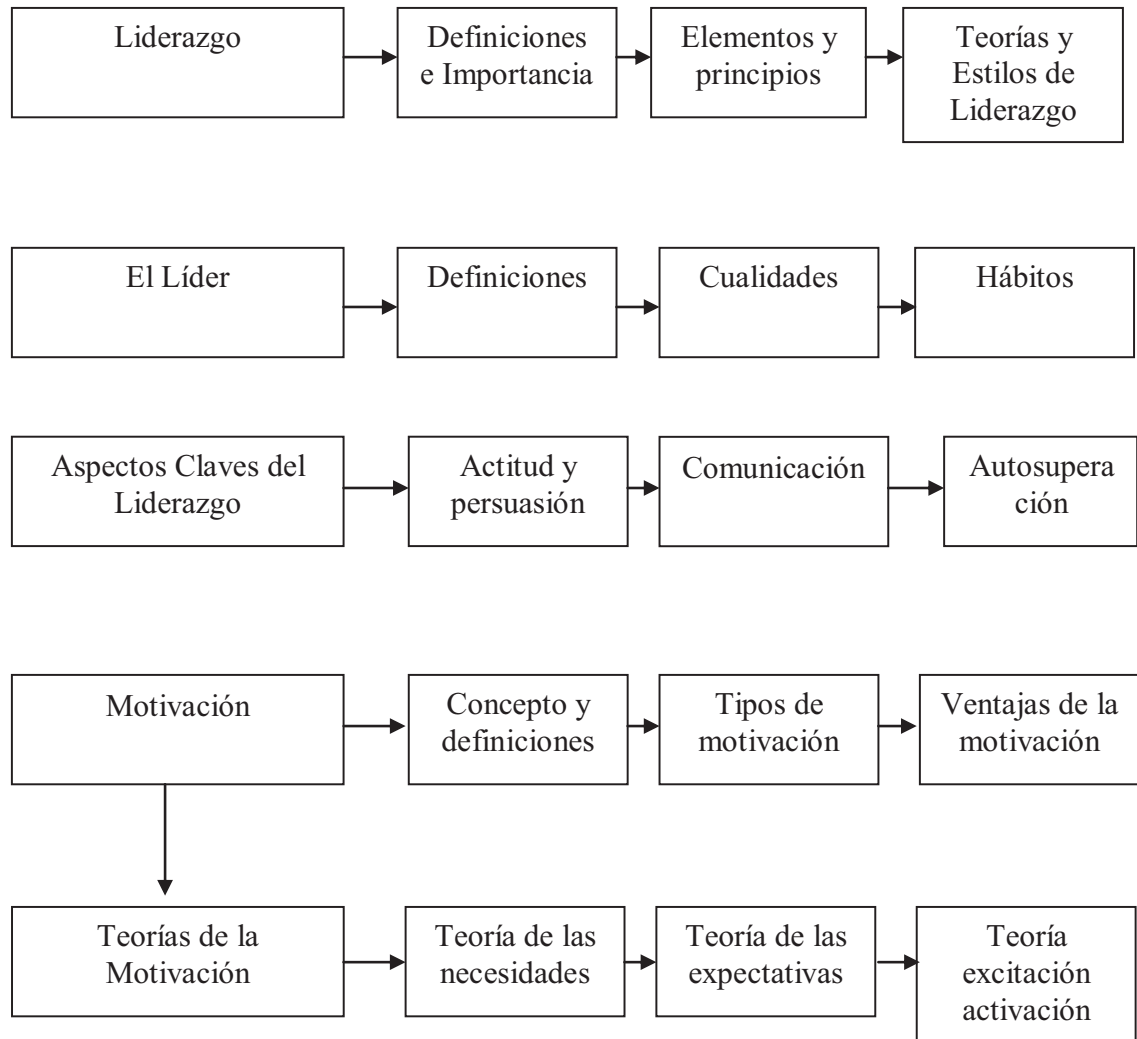 Liderazgo
Definiciones
e Importancia
Elementos y
principios
Teorías y
Estilos de
Liderazgo
El Líder
Definiciones
Cualidades
Hábitos
Aspectos Claves del
Liderazgo
Actitud y
persuasión
Comunicación
Autosupera
ción
Motivación
Concepto y
definiciones
Tipos de
motivación
Ventajas de la
motivación
Teorías de la
Motivación
Teoría de las
necesidades
Teoría de las
expectativas
Teoría
excitación
activación